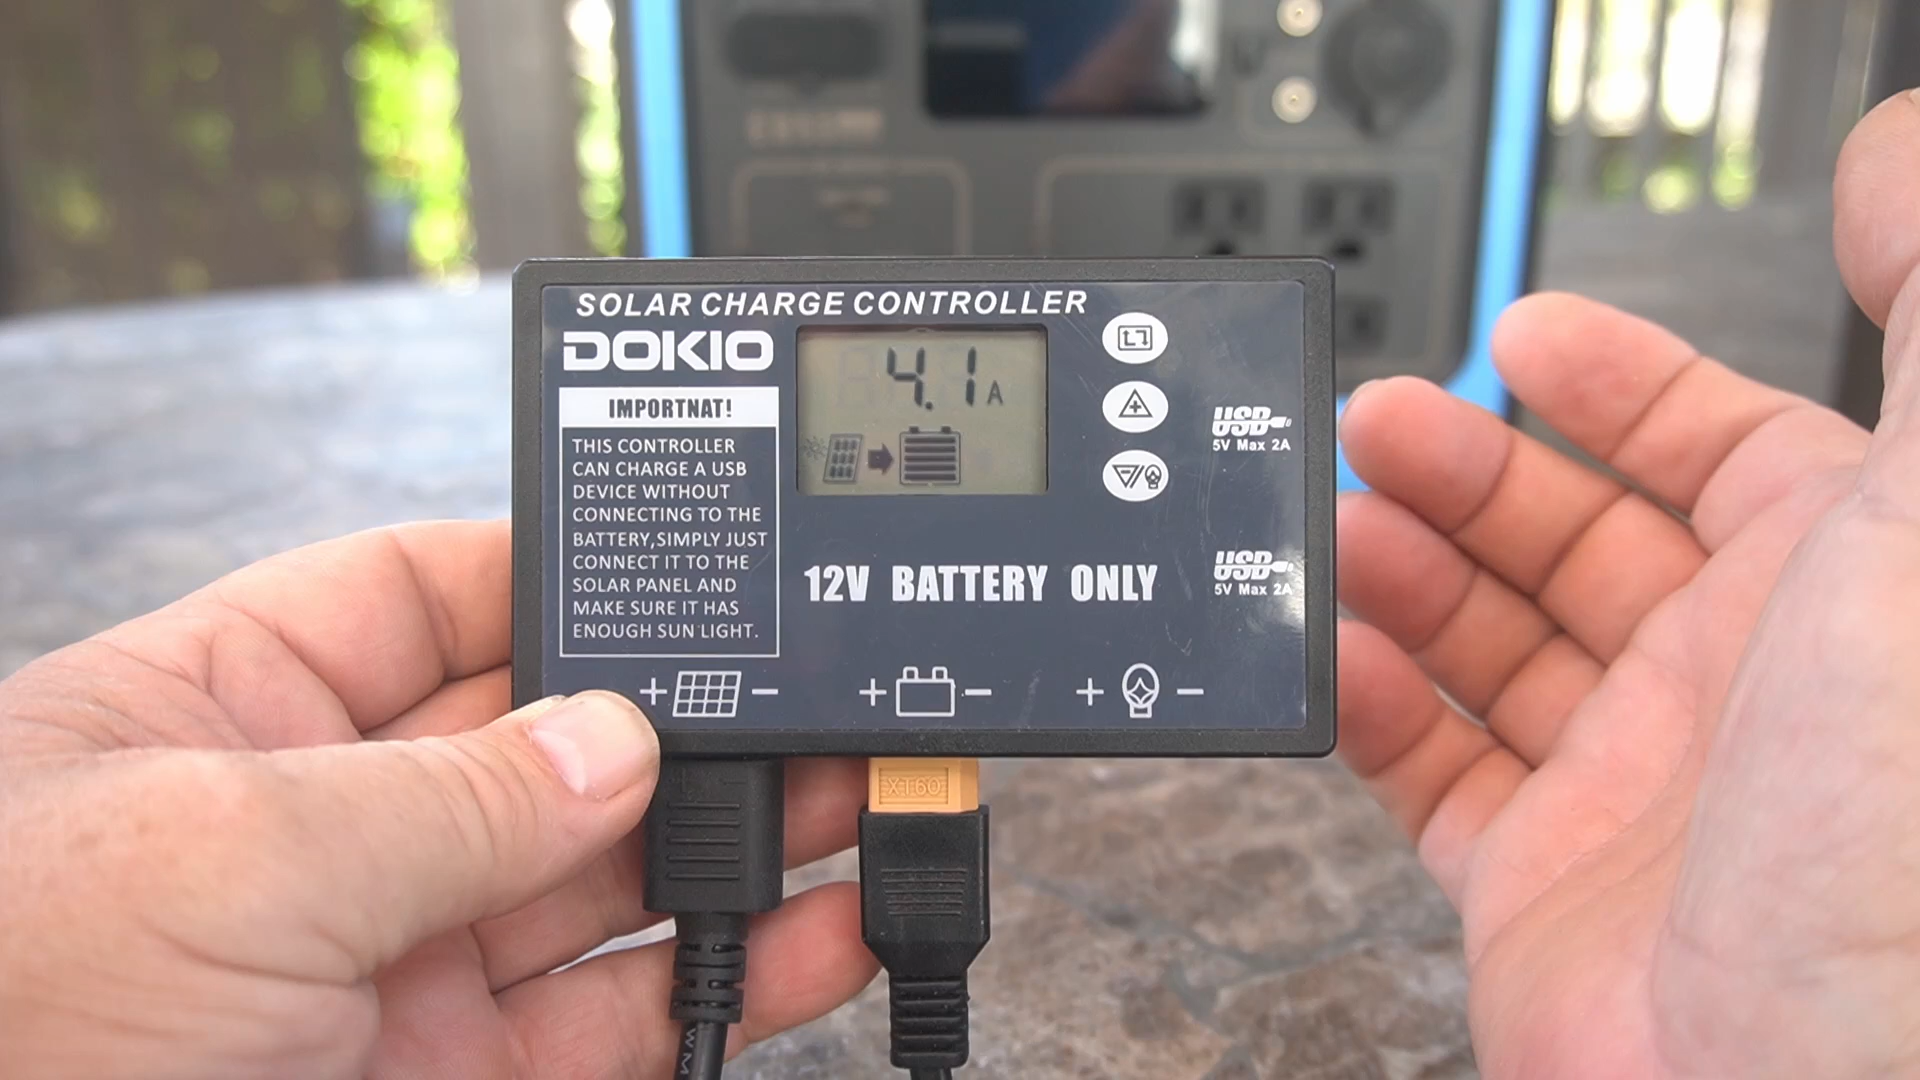 SOLAR CHARGE CONTROLLER
DOKIO
4.1 A
IMPORTNAT!
THIS CONTROLLER
CAN CHARGE A USB
DEVICE WITHOUT
CONNECTING TO THE
BATTERY,SIMPLY JUST
CONNECT IT TO THE
SOLAR PANEL AND
MAKE SURE IT HAS
ENOUGH SUN LIGHT.
USB
5V Max 2A
12V BATTERY ONLY
USB
5V Max 2A
+ −
+ −
+ −
XT60